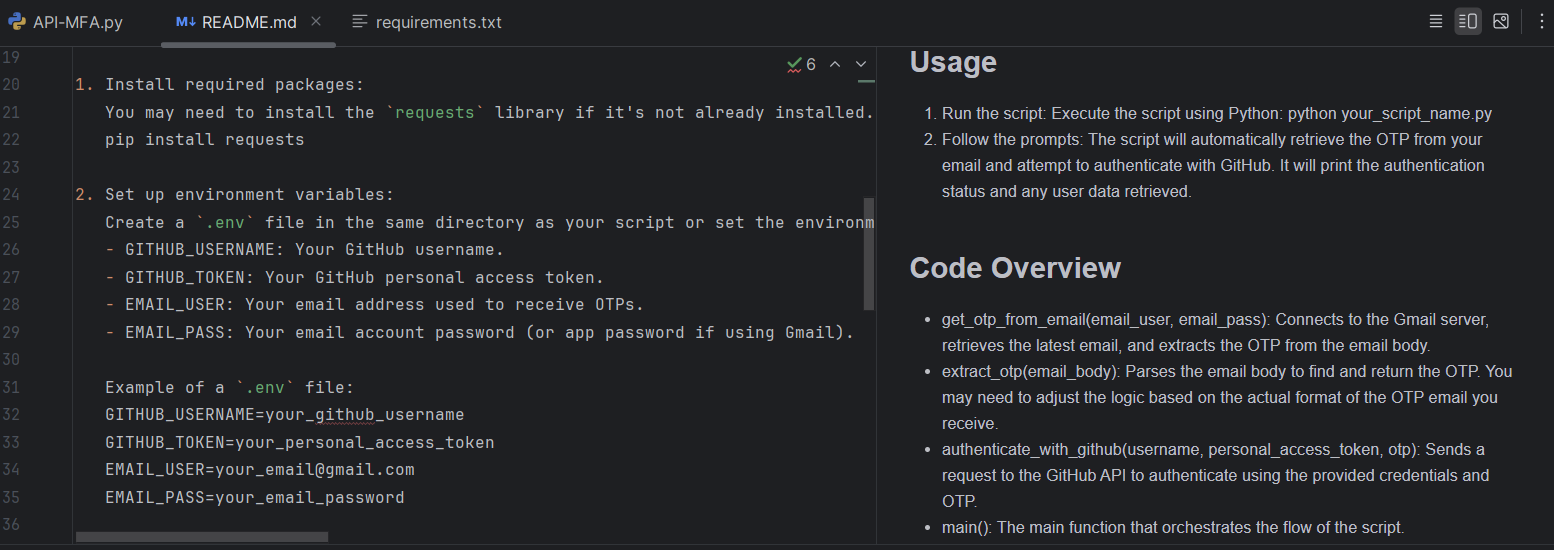 API-MFA.py
M↓ README.md ×
requirements.txt
6
19
20 1. Install required packages:
21 You may need to install the `requests` library if it's not already installed.
22 pip install requests
23
24 2. Set up environment variables:
25 Create a `.env` file in the same directory as your script or set the environm
26 - GITHUB_USERNAME: Your GitHub username.
27 - GITHUB_TOKEN: Your GitHub personal access token.
28 - EMAIL_USER: Your email address used to receive OTPs.
29 - EMAIL_PASS: Your email account password (or app password if using Gmail).
30
31 Example of a `.env` file:
32 GITHUB_USERNAME=your_github_username
33 GITHUB_TOKEN=your_personal_access_token
34 EMAIL_USER=your_email@gmail.com
35 EMAIL_PASS=your_email_password
36
Usage
1. Run the script: Execute the script using Python: python your_script_name.py
2. Follow the prompts: The script will automatically retrieve the OTP from your
email and attempt to authenticate with GitHub. It will print the authentication
status and any user data retrieved.
Code Overview
• get_otp_from_email(email_user, email_pass): Connects to the Gmail server,
retrieves the latest email, and extracts the OTP from the email body.
• extract_otp(email_body): Parses the email body to find and return the OTP. You
may need to adjust the logic based on the actual format of the OTP email you
receive.
• authenticate_with_github(username, personal_access_token, otp): Sends a
request to the GitHub API to authenticate using the provided credentials and
OTP.
• main(): The main function that orchestrates the flow of the script.